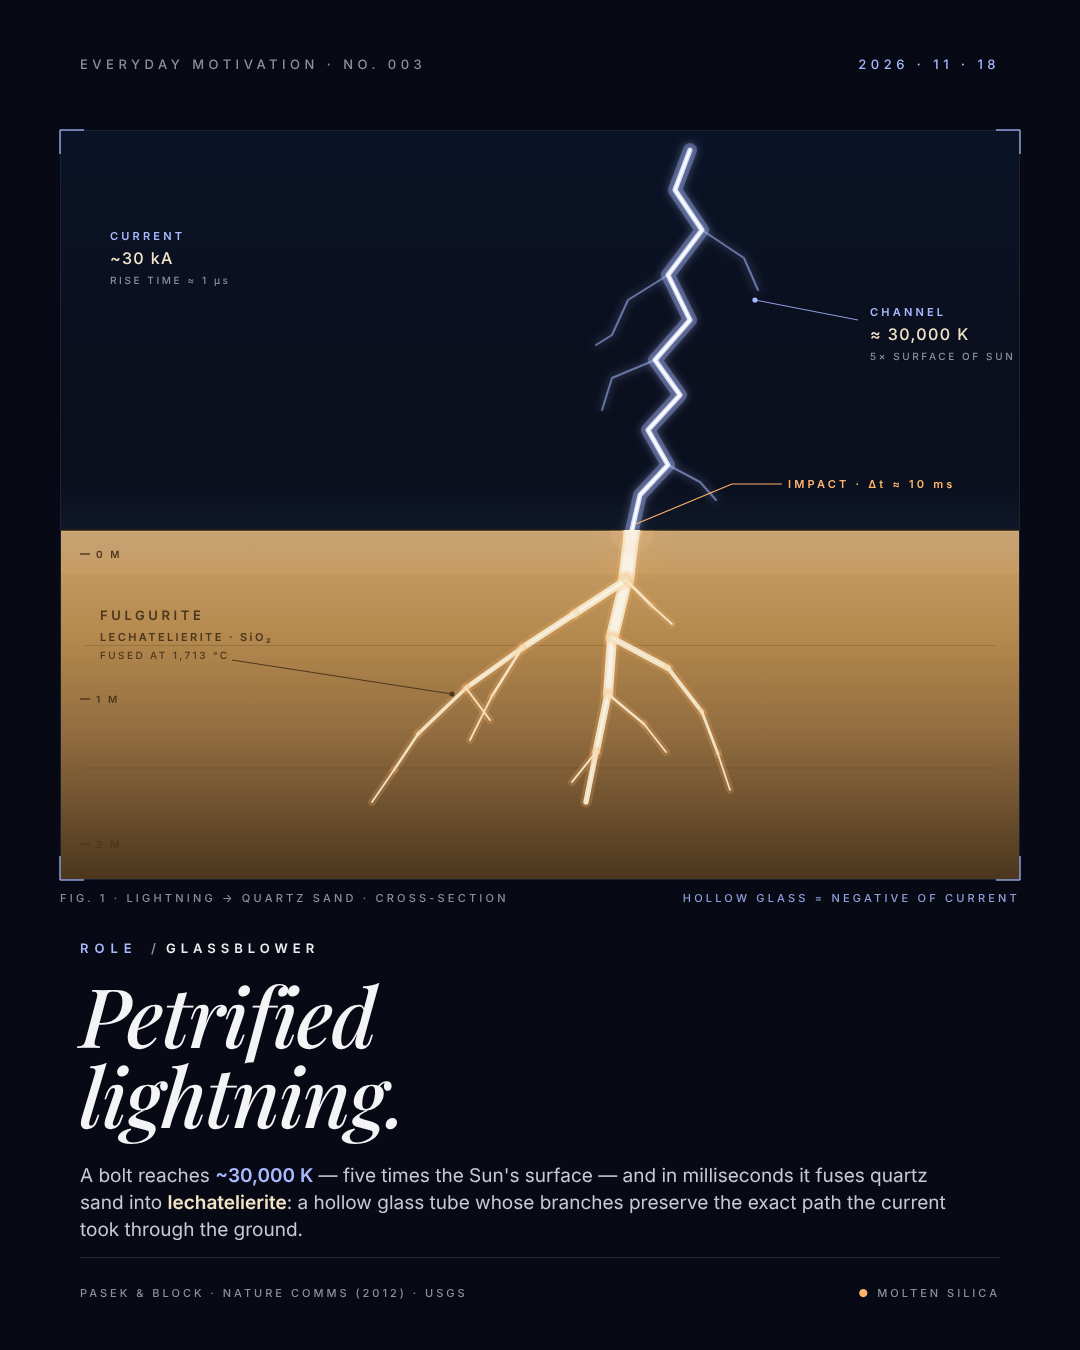 EVERYDAY MOTIVATION · NO. 003
2026 · 11 · 18
CURRENT
~30 kA
RISE TIME ≈ 1 µs
CHANNEL
≈ 30,000 K
5× SURFACE OF SUN
IMPACT · Δt ≈ 10 ms
0 M
FULGURITE
LECHATELIERITE · SiO₂
FUSED AT 1,713 °C
1 M
2 M
FIG. 1 · LIGHTNING → QUARTZ SAND · CROSS-SECTION
HOLLOW GLASS = NEGATIVE OF CURRENT
ROLE / GLASSBLOWER
Petrified
lightning.
A bolt reaches ~30,000 K — five times the Sun's surface — and in milliseconds it fuses quartz
sand into lechatelierite: a hollow glass tube whose branches preserve the exact path the current
took through the ground.
PASEK & BLOCK · NATURE COMMS (2012) · USGS
MOLTEN SILICA